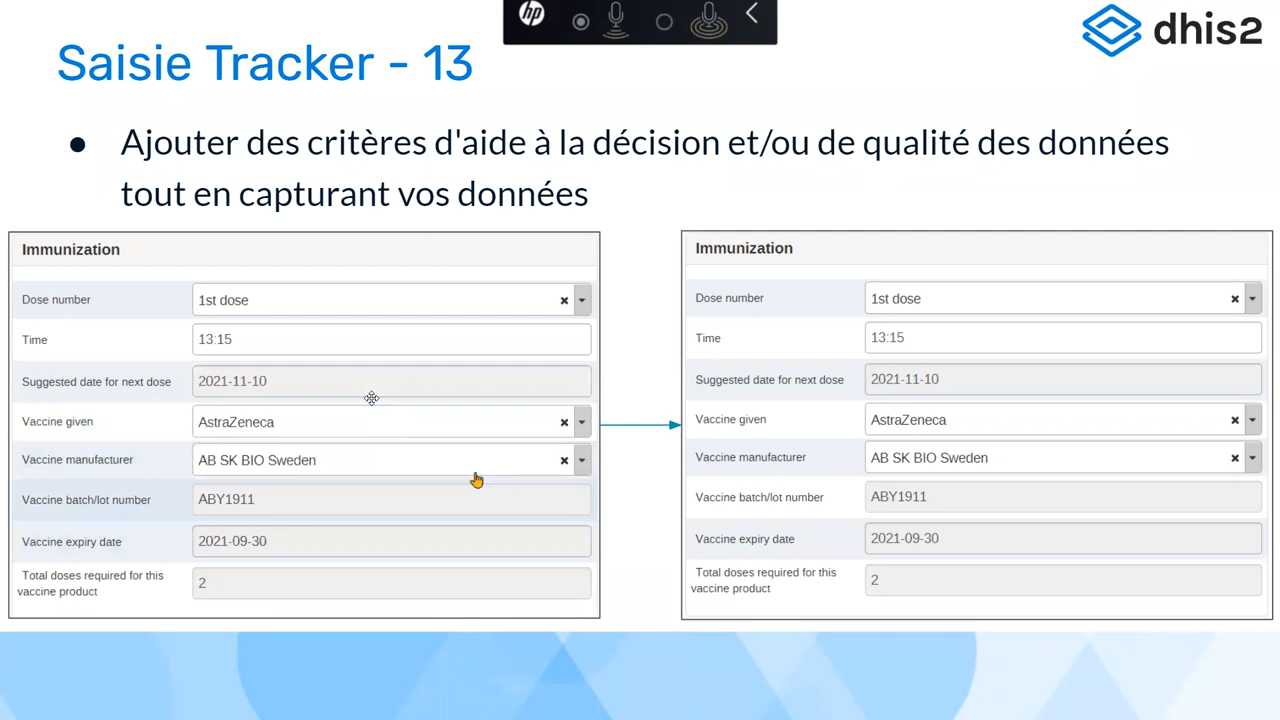 hp
dhis2
Saisie Tracker - 13
● Ajouter des critères d'aide à la décision et/ou de qualité des données
tout en capturant vos données
Immunization
Dose number 1st dose
Time 13:15
Suggested date for next dose 2021-11-10
Vaccine given AstraZeneca
Vaccine manufacturer AB SK BIO Sweden
Vaccine batch/lot number ABY1911
Vaccine expiry date 2021-09-30
Total doses required for this
vaccine product 2
Immunization
Dose number 1st dose
Time 13:15
Suggested date for next dose 2021-11-10
Vaccine given AstraZeneca
Vaccine manufacturer AB SK BIO Sweden
Vaccine batch/lot number ABY1911
Vaccine expiry date 2021-09-30
Total doses required for this
vaccine product 2